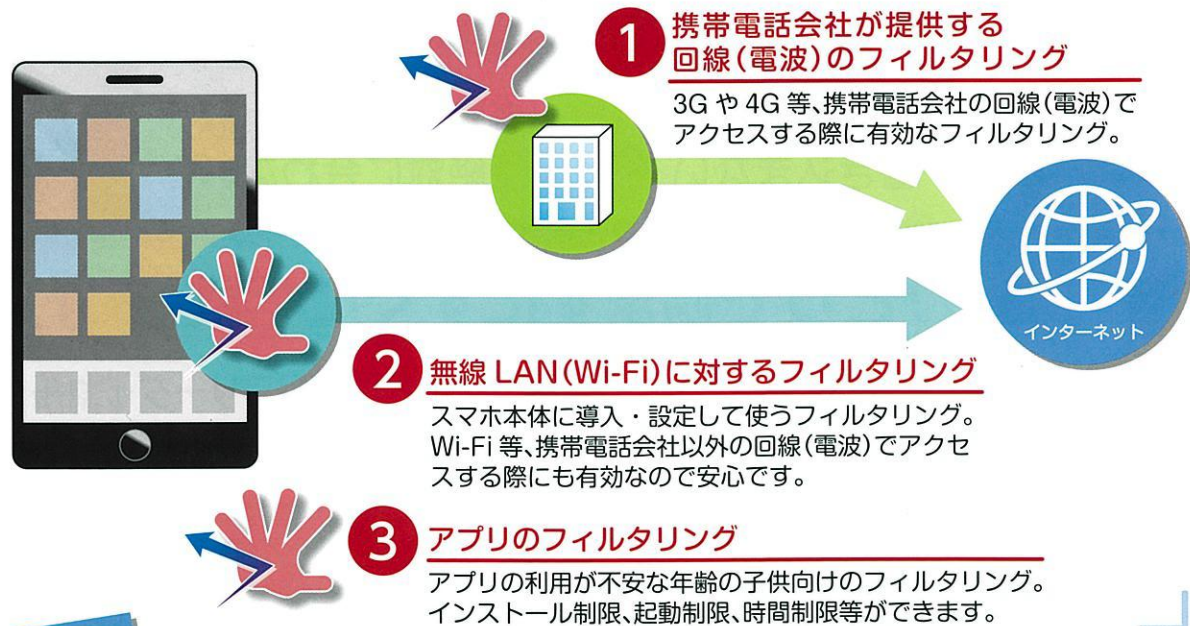 1 携帯電話会社が提供する
回線(電波)のフィルタリング
3G や 4G 等、携帯電話会社の回線(電波)で
アクセスする際に有効なフィルタリング。
インターネット
2 無線 LAN(Wi-Fi)に対するフィルタリング
スマホ本体に導入・設定して使うフィルタリング。
Wi-Fi 等、携帯電話会社以外の回線(電波)でアクセ
スする際にも有効なので安心です。
3 アプリのフィルタリング
アプリの利用が不安な年齢の子供向けのフィルタリング。
インストール制限、起動制限、時間制限等ができます。